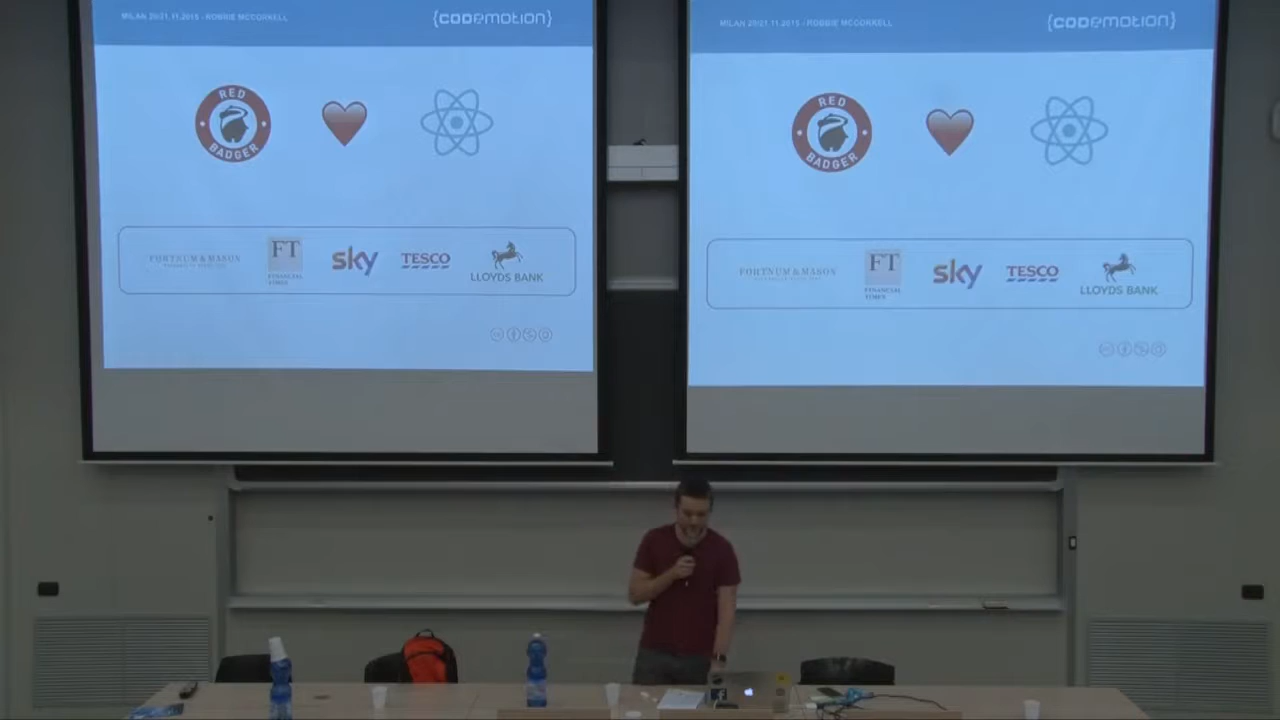 MILAN 20/21.11.2015 - ROBBIE MCCORKELL
{CODEMOTION}
RED
BADGER
FORTNUM & MASON
FT
FINANCIAL
TIMES
sky
TESCO
LLOYDS BANK
MILAN 20/21.11.2015 - ROBBIE MCCORKELL
{CODEMOTION}
RED
BADGER
FORTNUM & MASON
FT
FINANCIAL
TIMES
sky
TESCO
LLOYDS BANK